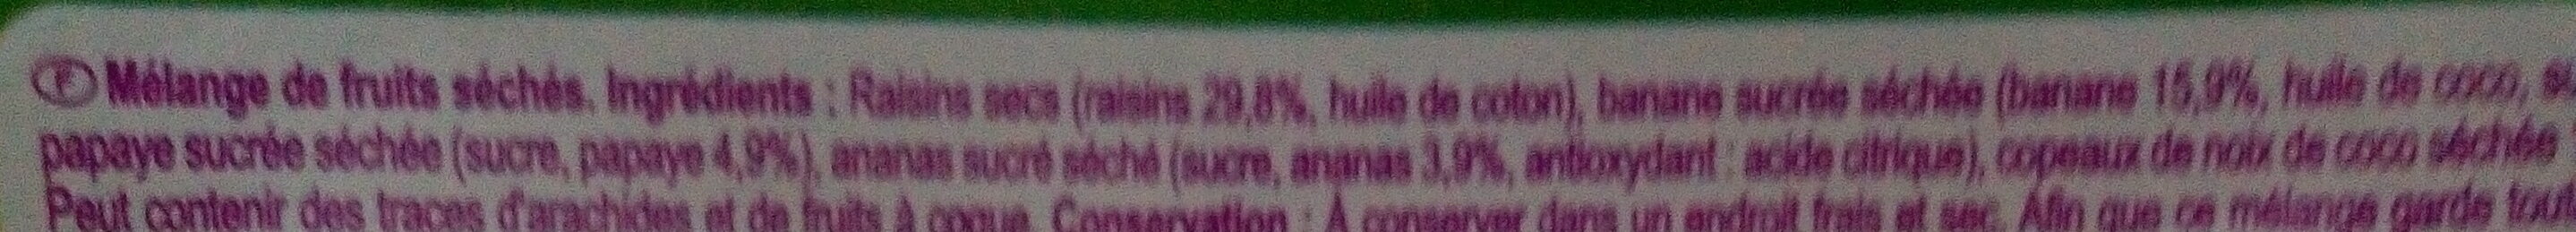 F Mélange de fruits séchés. Ingrédients : Raisins secs (raisins 29,8%, huile de coton), banane sucrée séchée (banane 15,9%, huile de coco,
papaye sucrée séchée (sucre, papaye 4,9%), ananas sucré séché (sucre, ananas 3,9%, antioxydant : acide citrique), copeaux de noix de coco séchés
Peut contenir des traces d'arachides et de fruits à coque. Conservation : À conserver dans un endroit frais et sec. Afin que ce mélange garde tout